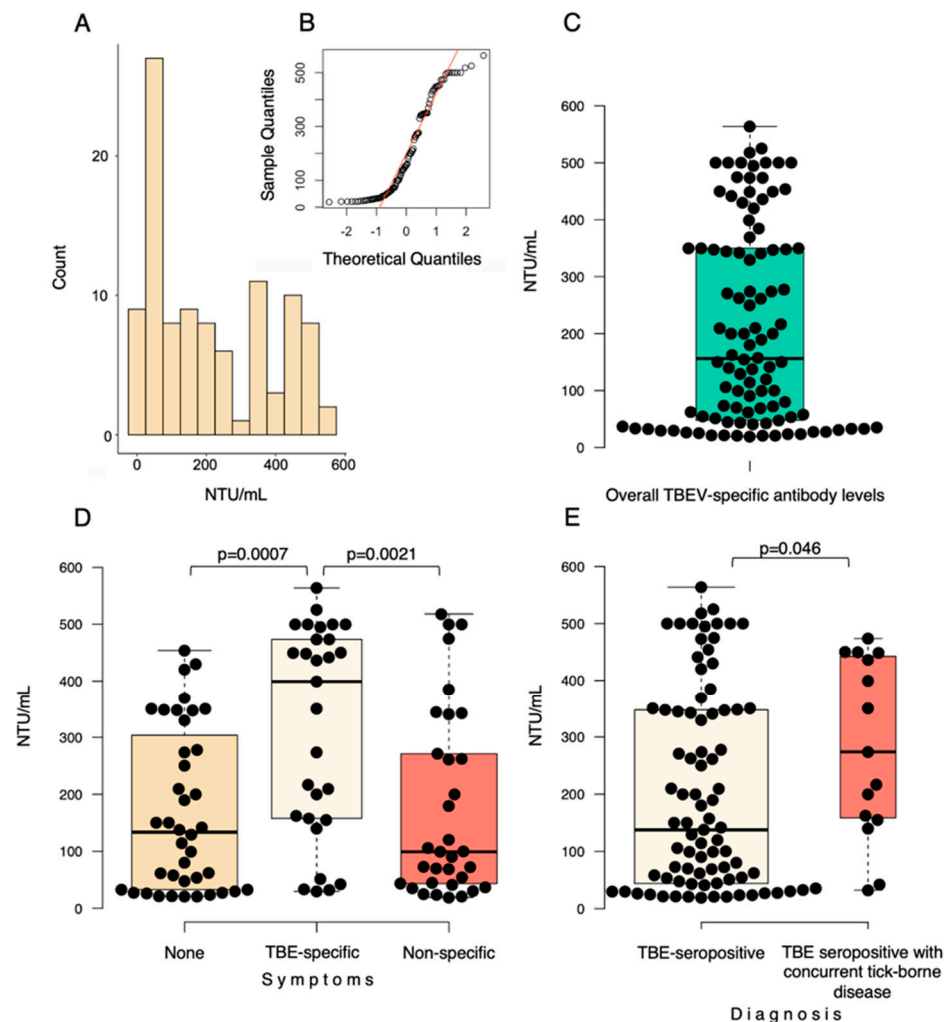 A
B
C
20
10
0
Count
0
200
400
600
NTU/mL
500
300
100
0
Sample Quantiles
-2
-1
0
1
2
Theoretical Quantiles
600
500
400
300
200
100
0
NTU/mL
I
Overall TBEV-specific antibody levels
D
p=0.0007
p=0.0021
600
500
400
300
200
100
0
NTU/mL
None
TBE-specific
Non-specific
Symptoms
E
p=0.046
600
500
400
300
200
100
0
NTU/mL
TBE-seropositive
TBE seropositive with
concurrent tick-borne
disease
Diagnosis